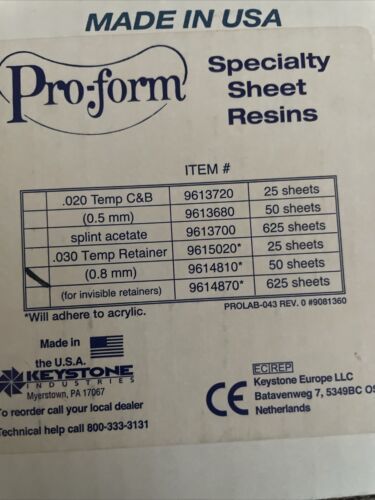 MADE IN USA
Pro-form
Specialty
Sheet
Resins
ITEM #
.020 Temp C&B 9613720 25 sheets
(0.5 mm) 9613680 50 sheets
splint acetate 9613700 625 sheets
.030 Temp Retainer 9615020* 25 sheets
(0.8 mm) 9614810* 50 sheets
(for invisible retainers) 9614870* 625 sheets
*Will adhere to acrylic.
PROLAB-043 REV. 0 #9081360
Made in
the U.S.A.
KEYSTONE
INDUSTRIES
Myerstown, PA 17067
To reorder call your local dealer
Technical help call 800-333-3131
CE
EC REP
Keystone Europe LLC
Batavenweg 7, 5349BC OS
Netherlands